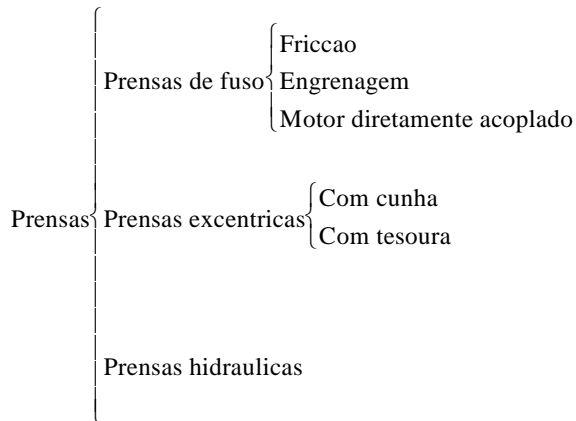 Friccao
Prensas de fuso Engrenagem
Motor diretamente acoplado
Com cunha
Prensas Prensas excentricas
Com tesoura
Prensas hidraulicas